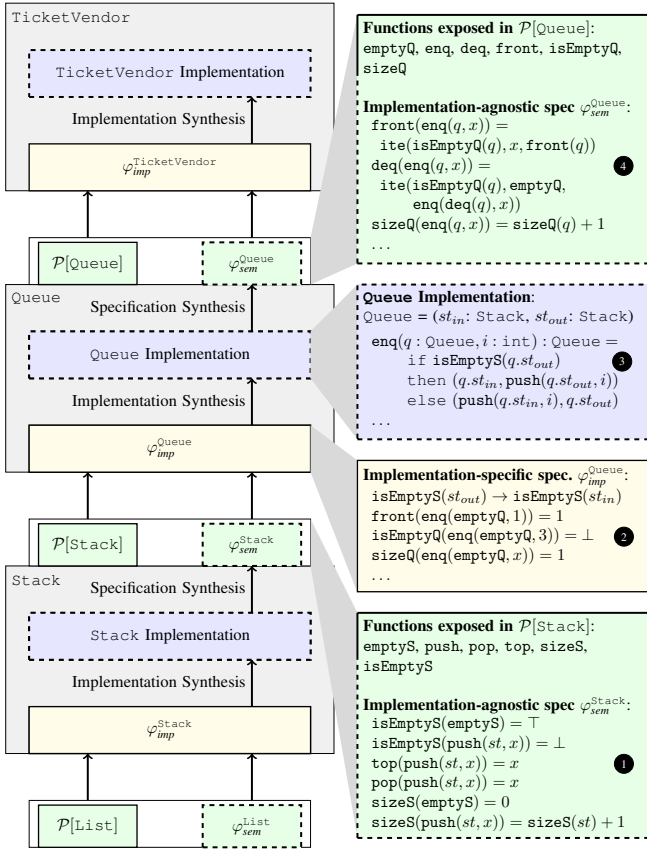 TicketVendor
TicketVendor Implementation
Implementation Synthesis
φ_imp^TicketVendor
P[Queue]
φ_sem^Queue
Queue
Specification Synthesis
Queue Implementation
Implementation Synthesis
φ_imp^Queue
P[Stack]
φ_sem^Stack
Stack
Specification Synthesis
Stack Implementation
Implementation Synthesis
φ_imp^Stack
P[List]
φ_sem^List
Functions exposed in P[Queue]:
emptyQ, enq, deq, front, isEmptyQ,
sizeQ
Implementation-agnostic spec φ_sem^Queue:
front(enq(q, x)) =
ite(isEmptyQ(q), x, front(q))
deq(enq(q, x)) =
ite(isEmptyQ(q), emptyQ,
enq(deq(q), x))
sizeQ(enq(q, x)) = sizeQ(q) + 1
...
4
Queue Implementation:
Queue = (st_in: Stack, st_out: Stack)
enq(q : Queue, i : int) : Queue =
if isEmptyS(q.st_out)
then (q.st_in, push(q.st_out, i))
else (push(q.st_in, i), q.st_out)
...
3
Implementation-specific spec. φ_imp^Queue:
isEmptyS(st_out) → isEmptyS(st_in)
front(enq(emptyQ, 1)) = 1
isEmptyQ(enq(emptyQ, 3)) = ⊥
sizeQ(enq(emptyQ, x)) = 1
...
2
Functions exposed in P[Stack]:
emptyS, push, pop, top, sizeS,
isEmptyS
Implementation-agnostic spec φ_sem^Stack:
isEmptyS(emptyS) = ⊤
isEmptyS(push(st, x)) = ⊥
top(push(st, x)) = x
pop(push(st, x)) = x
sizeS(emptyS) = 0
sizeS(push(st, x)) = sizeS(st) + 1
1